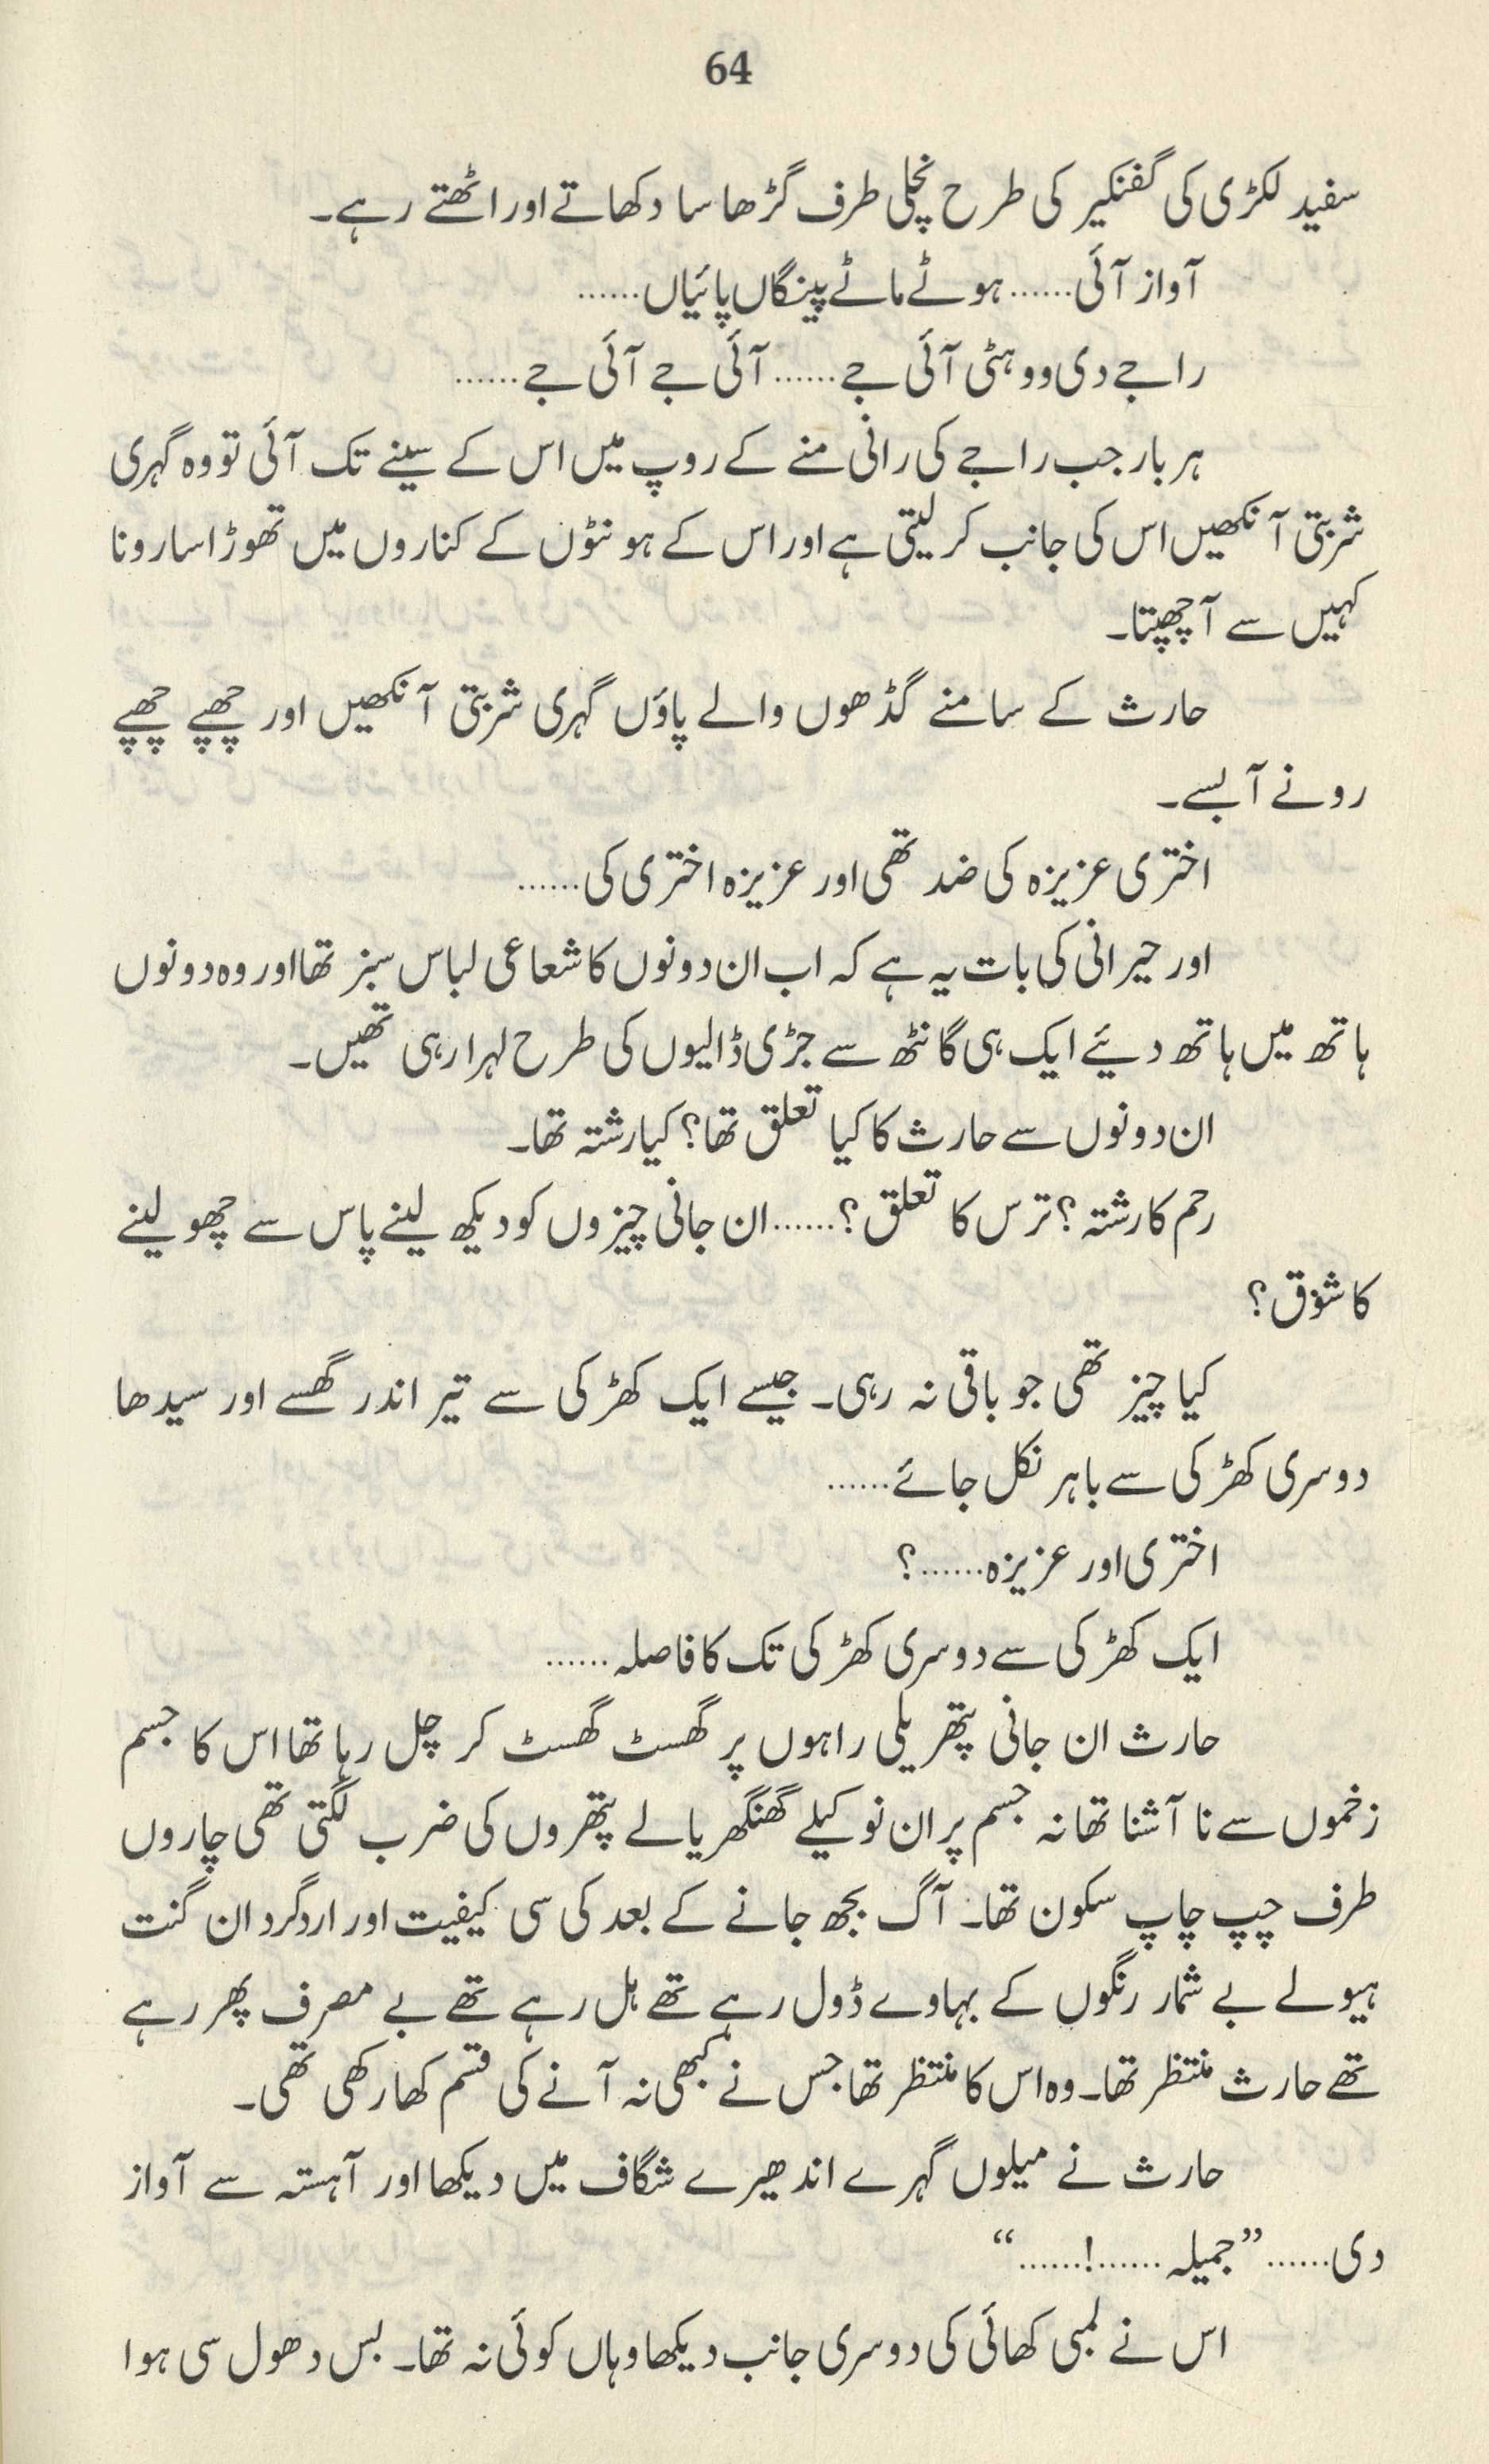 64
سفید لکڑی کی گفنکیر کی طرح نچلی طرف گڑھا سا دکھاتے اور اٹھتے رہے۔
آواز آئی...... ہوٹے ماٹے پینگاں پائیاں......
راجے دی ووہٹی آئی جے...... آئی جے آئی جے......
ہر بار جب راجے کی رانی منے کے روپ میں اس کے سینے تک آئی تو وہ گہری
شربتی آنکھیں اس کی جانب کر لیتی ہے اور اس کے ہونٹوں کے کناروں میں تھوڑا سا رونا
کہیں سے آ چھپتا۔
حارث کے سامنے گڈھوں والے پاؤں گہری شربتی آنکھیں اور چھپے چھپے
رونے آ بسے۔
اختری عزیزہ کی ضد تھی اور عزیزہ اختری کی......
اور حیرانی کی بات یہ ہے کہ اب ان دونوں کا شعاعی لباس سبز تھا اور وہ دونوں
ہاتھ میں ہاتھ دیئے ایک ہی گانٹھ سے جڑی ڈالیوں کی طرح لہرا رہی تھیں۔
ان دونوں سے حارث کا کیا تعلق تھا؟ کیا رشتہ تھا۔
رحم کا رشتہ؟ ترس کا تعلق؟...... ان جانی چیزوں کو دیکھ لینے پاس سے چھو لینے
کا شوق؟
کیا چیز تھی جو باقی نہ رہی۔ جیسے ایک کھڑکی سے تیر اندر گھسے اور سیدھا
دوسری کھڑکی سے باہر نکل جائے......
اختری اور عزیزہ......؟
ایک کھڑکی سے دوسری کھڑکی تک کا فاصلہ......
حارث ان جانی پتھریلی راہوں پر گھسٹ گھسٹ کر چل رہا تھا اس کا جسم
زخموں سے نا آشنا تھا نہ جسم پر ان نوکیلے گھنگھریالے پتھروں کی ضرب لگتی تھی چاروں
طرف چپ چاپ سکون تھا۔ آگ بجھ جانے کے بعد کی سی کیفیت اور اردگرد ان گنت
ہیولے بے شمار رنگوں کے بہاوے ڈول رہے تھے ہل رہے تھے بے مصرف پھر رہے
تھے حارث منتظر تھا۔ وہ اس کا منتظر تھا جس نے کبھی نہ آنے کی قسم کھا رکھی تھی۔
حارث نے میلوں گہرے اندھیرے شگاف میں دیکھا اور آہستہ سے آواز
دی...... ”جمیلہ......!......“
اس نے لمبی کھائی کی دوسری جانب دیکھا وہاں کوئی نہ تھا۔ بس دھول سی ہوا